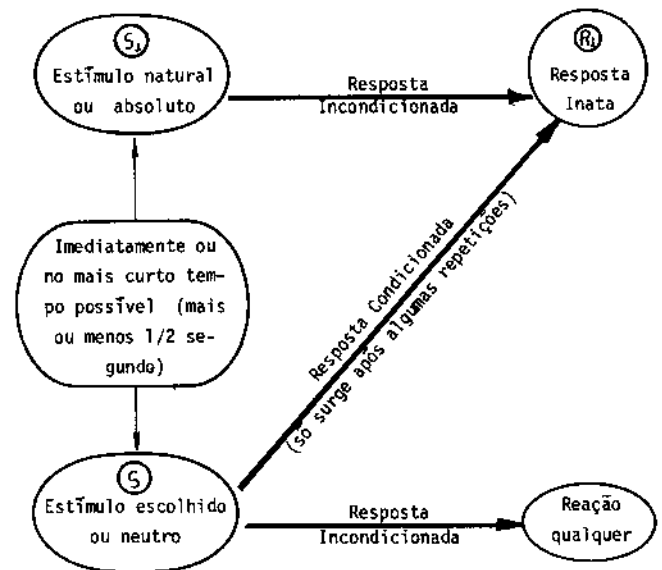 S₁
Estímulo natural
ou absoluto
Resposta
Incondicionada
R₁
Resposta
Inata
Imediatamente ou
no mais curto tem-
po possível (mais
ou menos 1/2 se-
gundo)
Resposta Condicionada
(só surge após algumas repetições)
S
Estímulo escolhido
ou neutro
Resposta
Incondicionada
Reação
qualquer